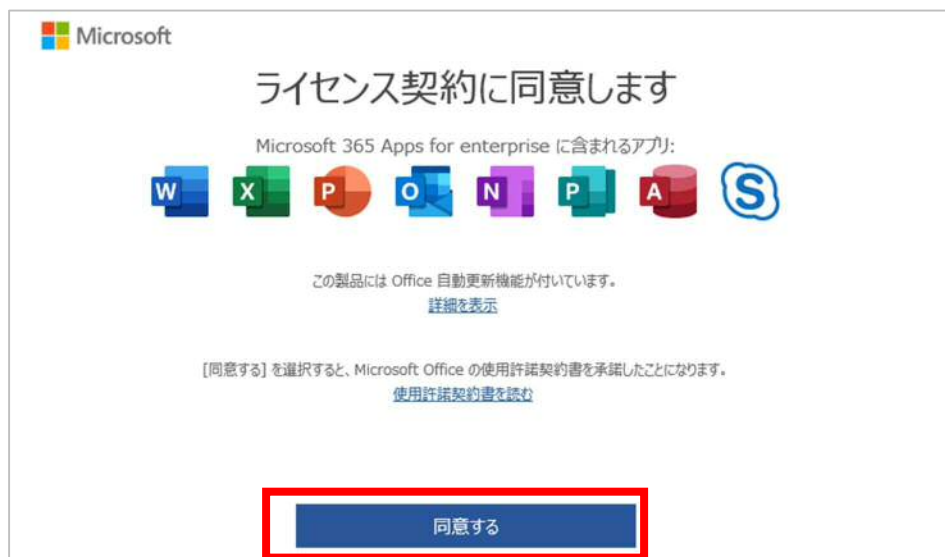 Microsoft
ライセンス契約に同意します
Microsoft 365 Apps for enterprise に含まれるアプリ:
W X P O N P A S
この製品には Office 自動更新機能が付いています。
詳細を表示
[同意する] を選択すると、Microsoft Office の使用許諾契約書を承諾したことになります。
使用許諾契約書を読む
同意する